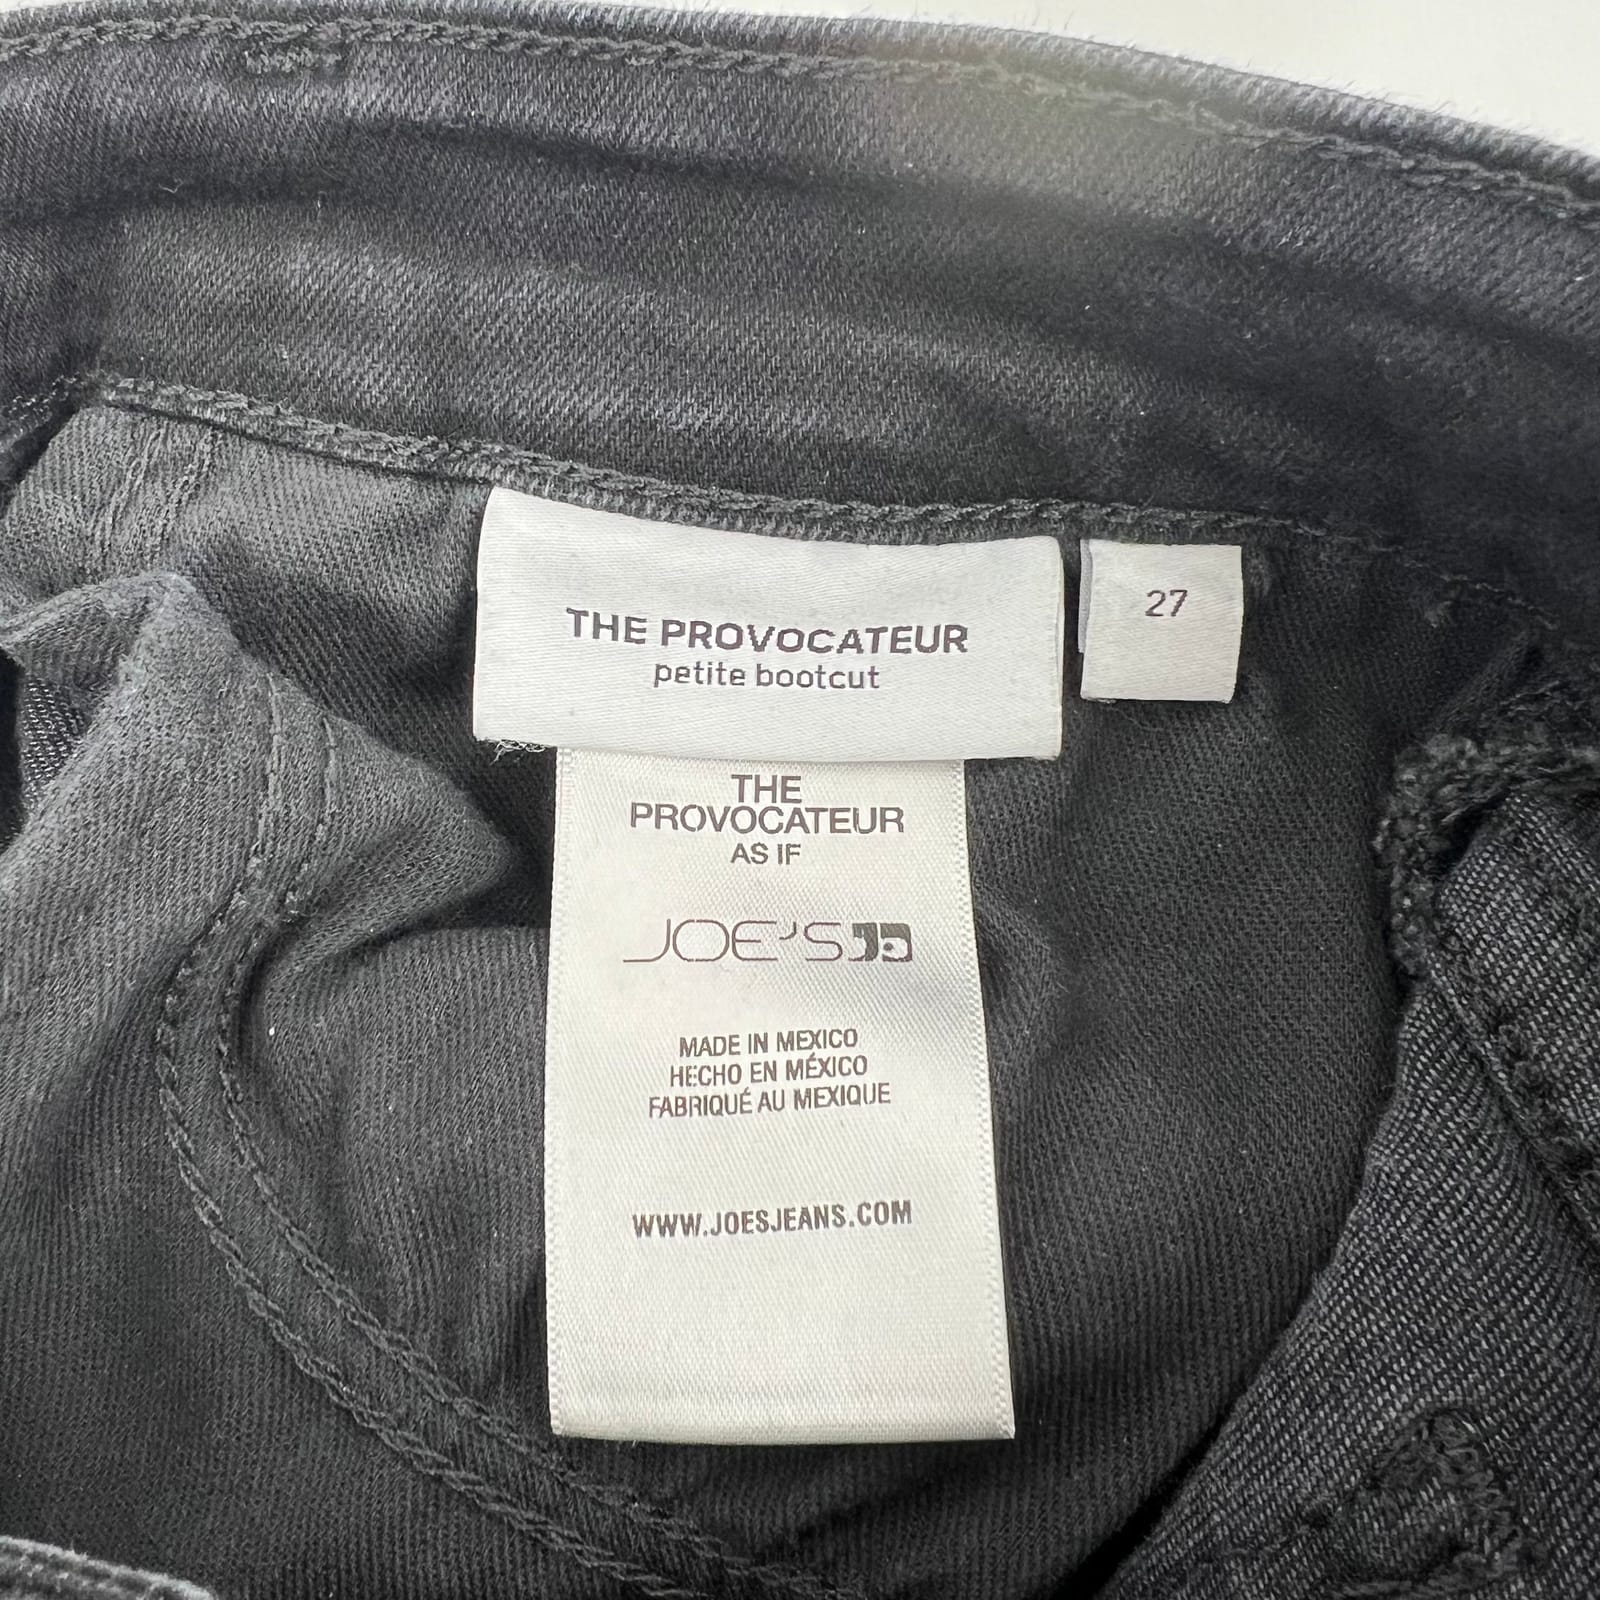 THE PROVOCATEUR
petite bootcut
27
THE
PROVOCATEUR
AS IF
JOE'S
MADE IN MEXICO
HECHO EN MÉXICO
FABRIQUÉ AU MEXIQUE
WWW.JOESJEANS.COM